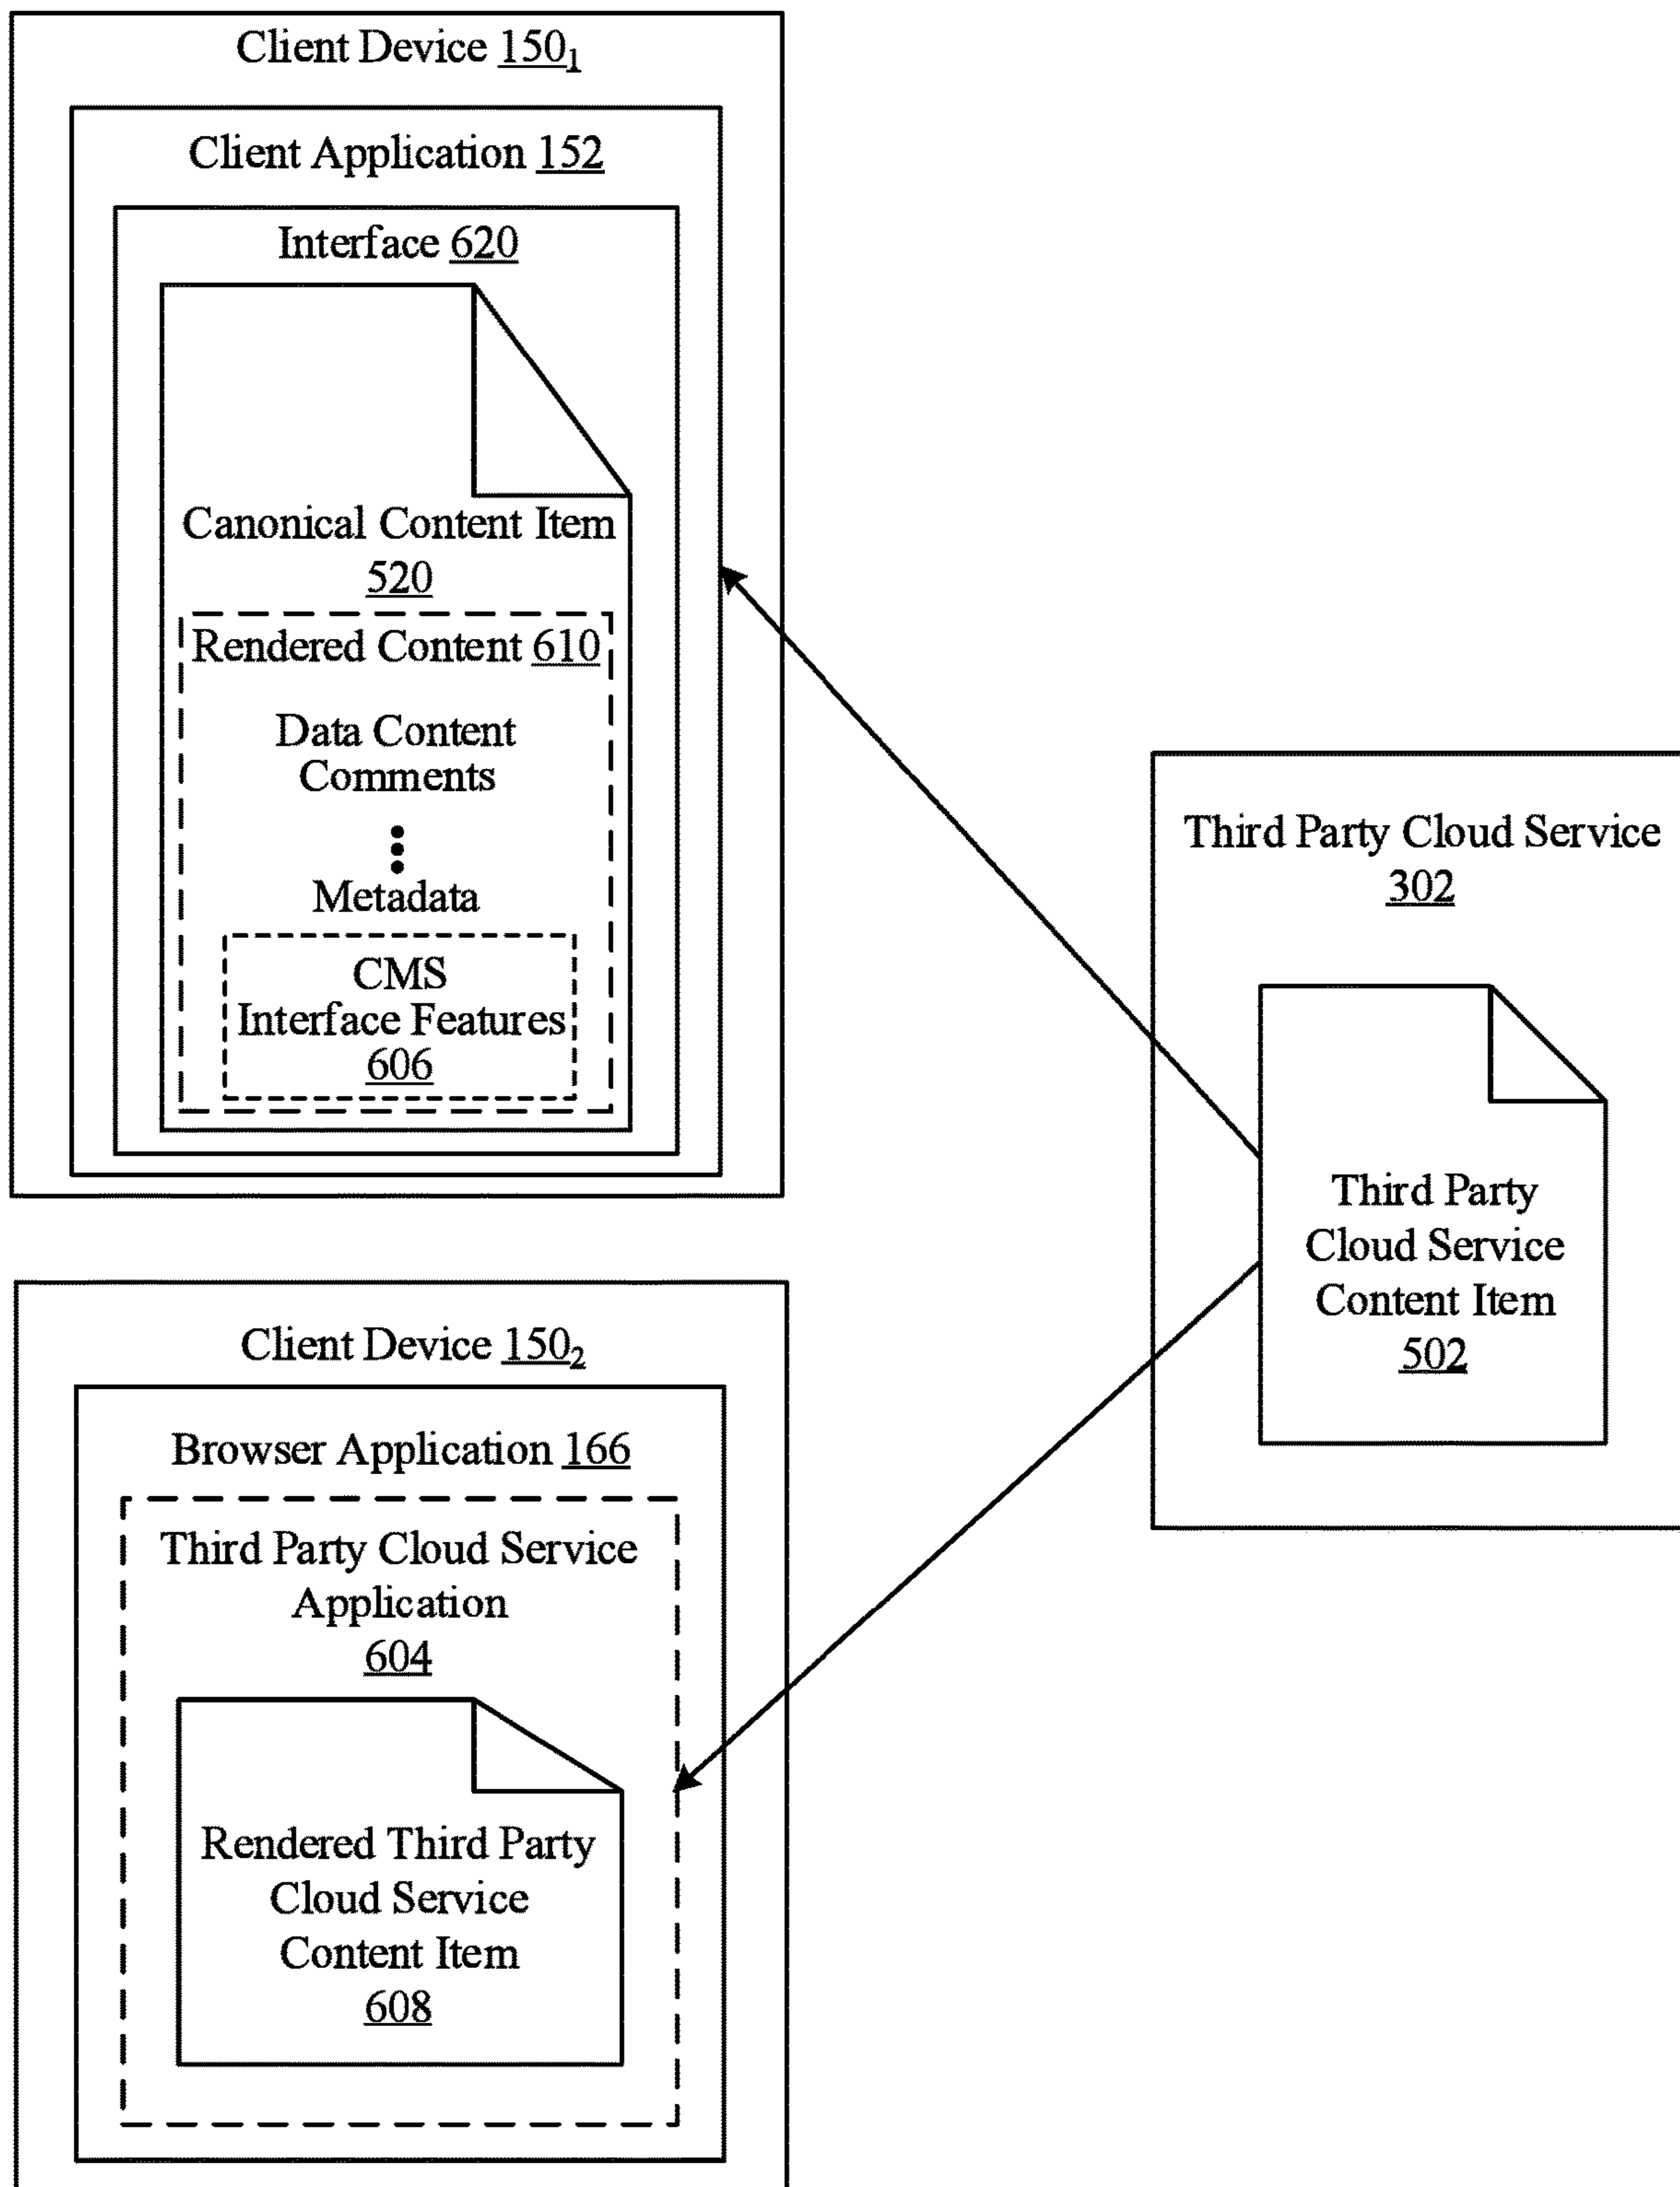 Client Device 150₁
Client Application 152
Interface 620
Canonical Content Item
520
Rendered Content 610
Data Content
Comments
Metadata
CMS
Interface Features
606
Third Party Cloud Service
302
Third Party
Cloud Service
Content Item
502
Client Device 150₂
Browser Application 166
Third Party Cloud Service
Application
604
Rendered Third Party
Cloud Service
Content Item
608